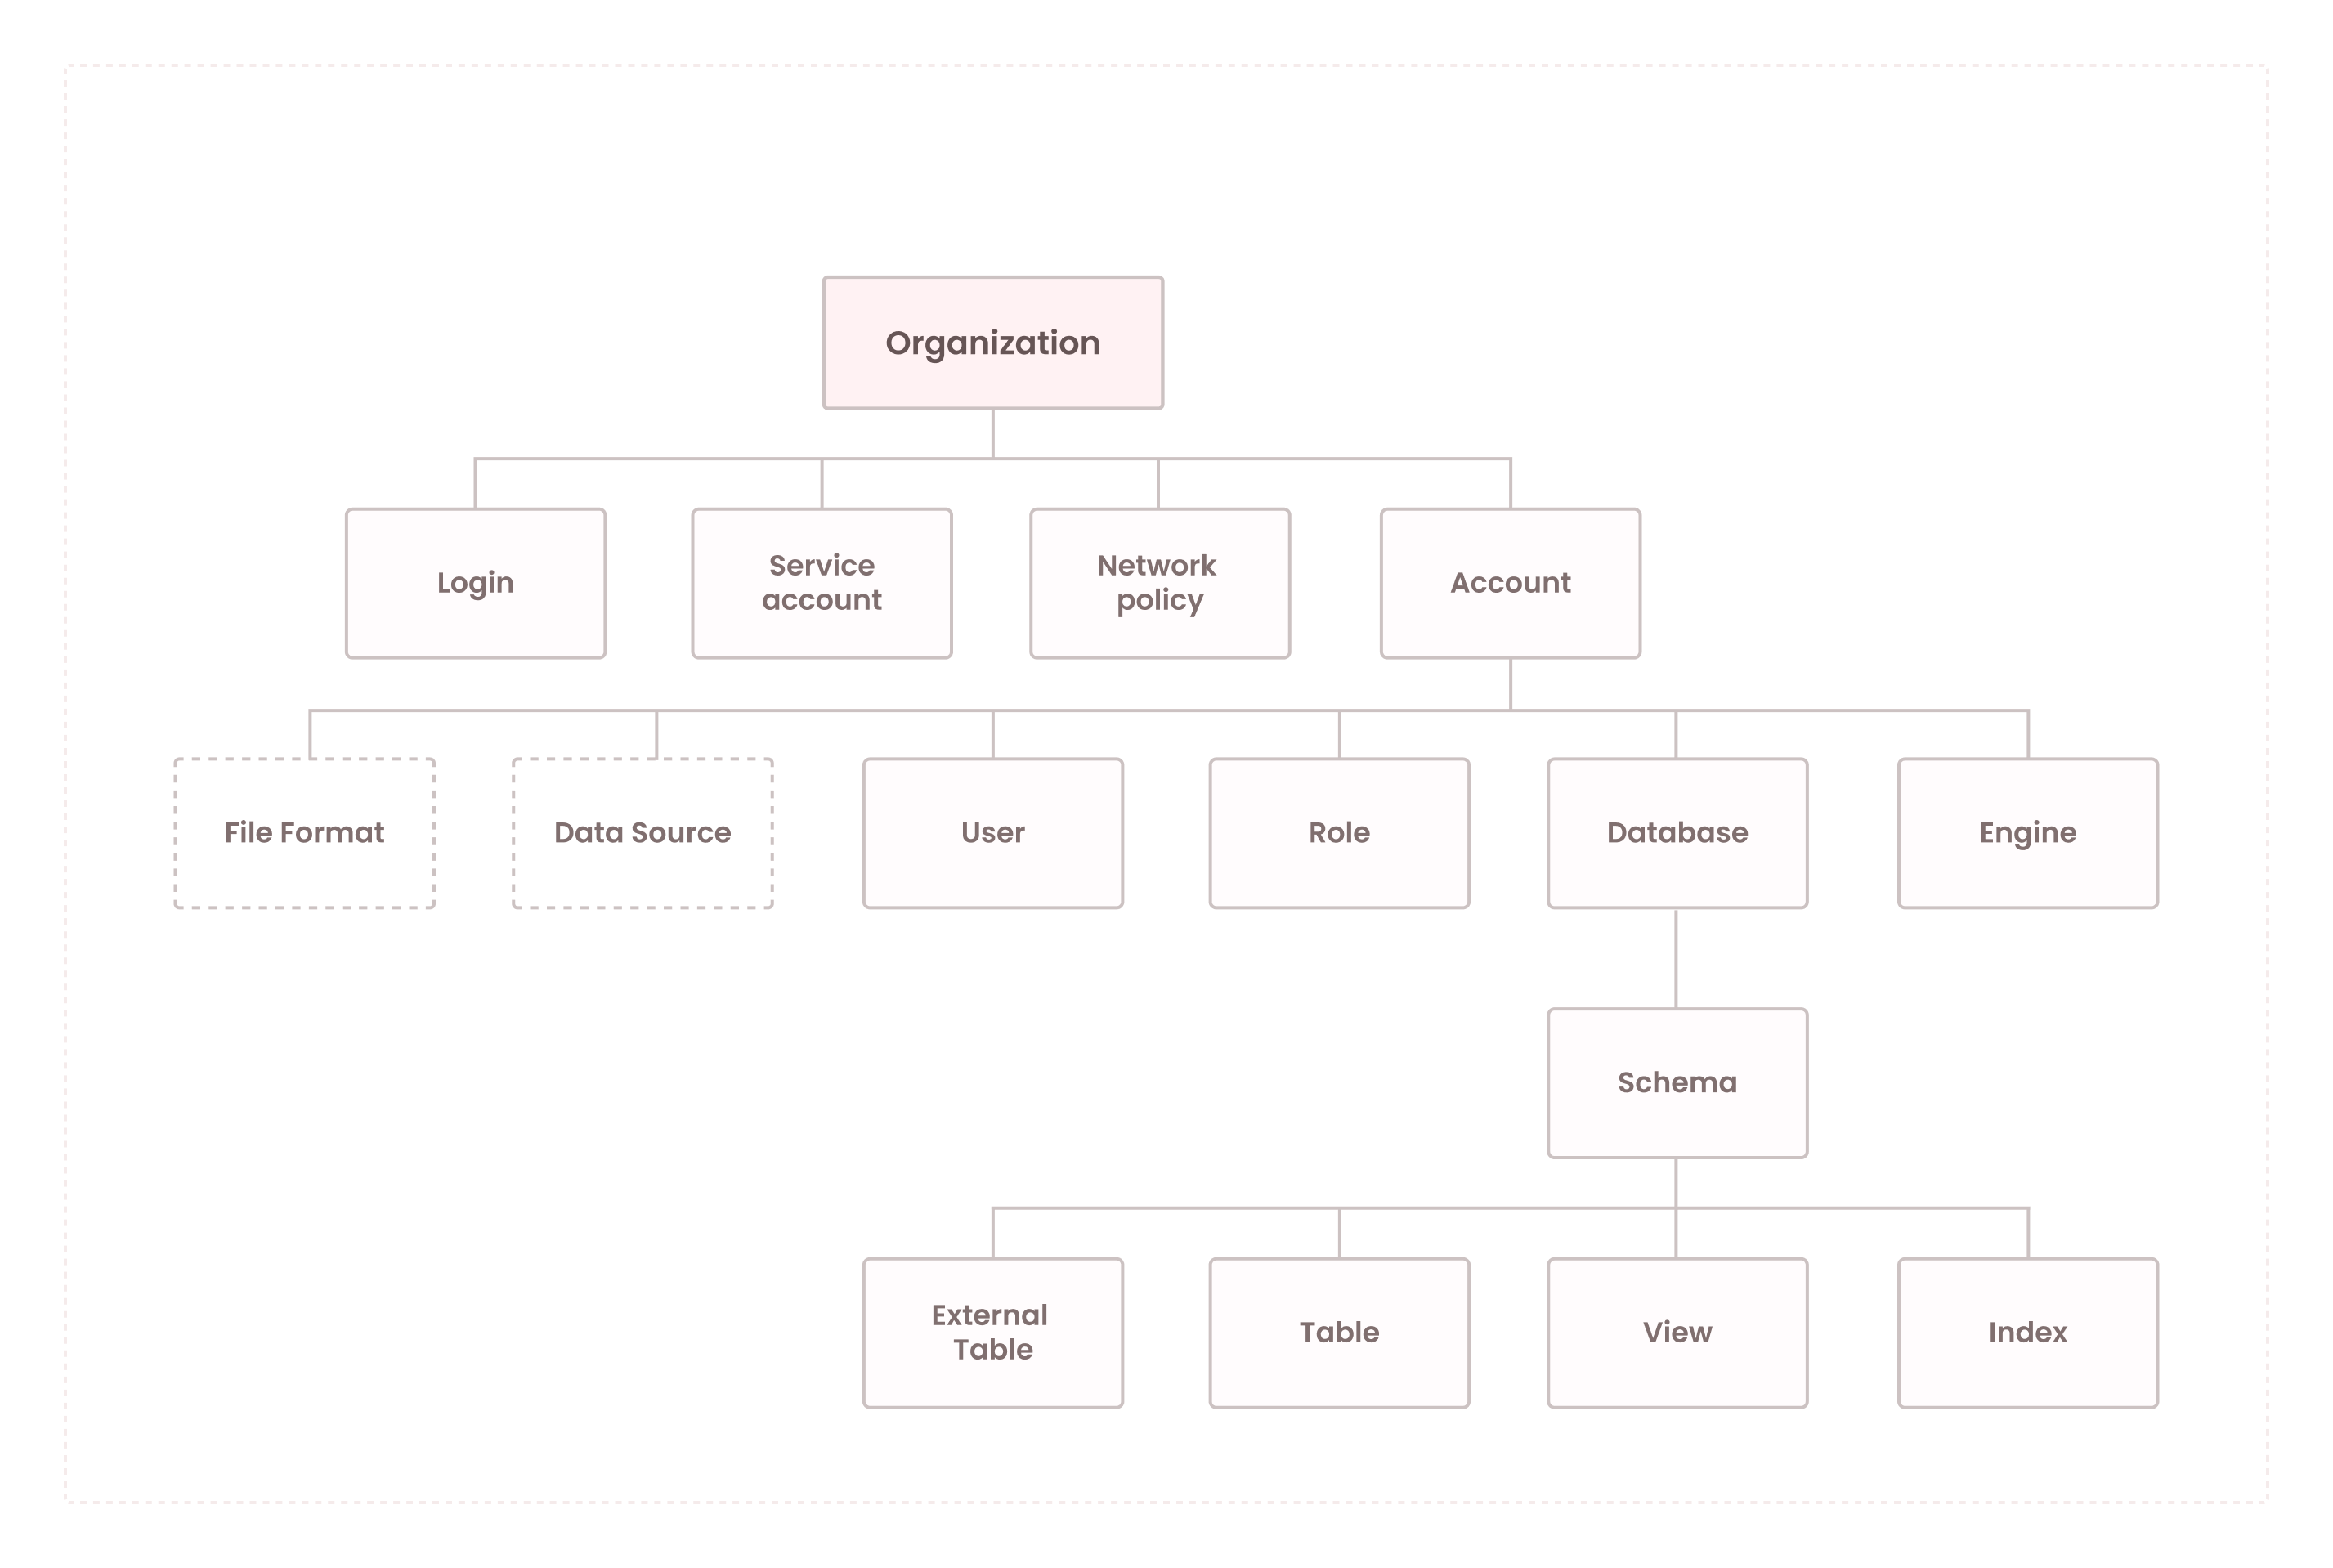 Organization
Login
Service
account
Network
policy
Account
File Format
Data Source
User
Role
Database
Engine
Schema
External
Table
Table
View
Index